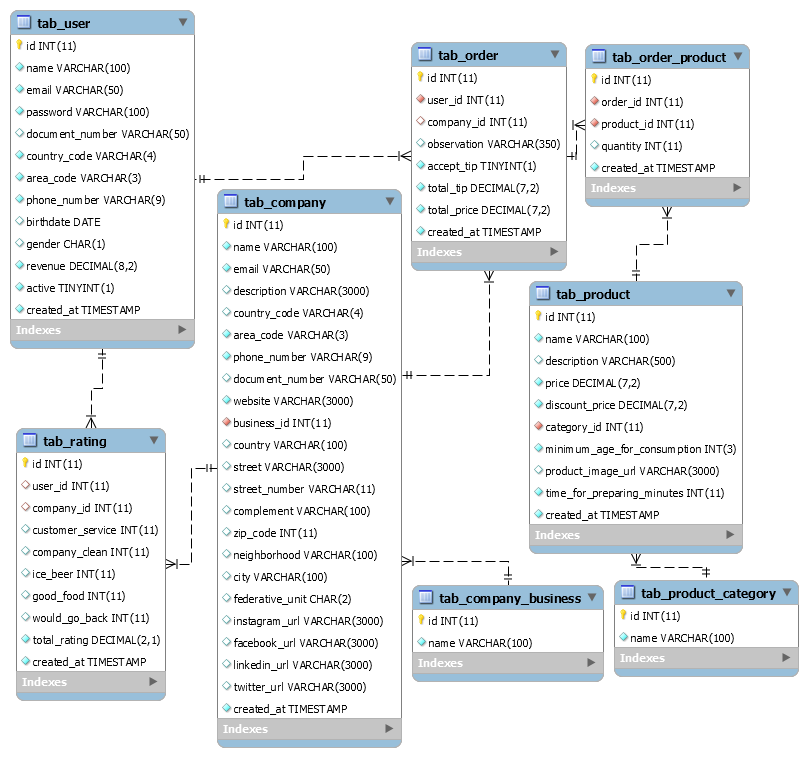 tab_user
id INT(11)
name VARCHAR(100)
email VARCHAR(50)
password VARCHAR(100)
document_number VARCHAR(50)
country_code VARCHAR(4)
area_code VARCHAR(3)
phone_number VARCHAR(9)
birthdate DATE
gender CHAR(1)
revenue DECIMAL(8,2)
active TINYINT(1)
created_at TIMESTAMP
Indexes
tab_rating
id INT(11)
user_id INT(11)
company_id INT(11)
customer_service INT(11)
company_clean INT(11)
ice_beer INT(11)
good_food INT(11)
would_go_back INT(11)
total_rating DECIMAL(2,1)
created_at TIMESTAMP
Indexes
tab_company
id INT(11)
name VARCHAR(100)
email VARCHAR(50)
description VARCHAR(3000)
country_code VARCHAR(4)
area_code VARCHAR(3)
phone_number VARCHAR(9)
document_number VARCHAR(50)
website VARCHAR(3000)
business_id INT(11)
country VARCHAR(100)
street VARCHAR(3000)
street_number VARCHAR(11)
complement VARCHAR(100)
zip_code INT(11)
neighborhood VARCHAR(100)
city VARCHAR(100)
federative_unit CHAR(2)
instagram_url VARCHAR(3000)
facebook_url VARCHAR(3000)
linkedin_url VARCHAR(3000)
twitter_url VARCHAR(3000)
created_at TIMESTAMP
Indexes
tab_order
id INT(11)
user_id INT(11)
company_id INT(11)
observation VARCHAR(350)
accept_tip TINYINT(1)
total_tip DECIMAL(7,2)
total_price DECIMAL(7,2)
created_at TIMESTAMP
Indexes
tab_order_product
id INT(11)
order_id INT(11)
product_id INT(11)
quantity INT(11)
created_at TIMESTAMP
Indexes
tab_product
id INT(11)
name VARCHAR(100)
description VARCHAR(500)
price DECIMAL(7,2)
discount_price DECIMAL(7,2)
category_id INT(11)
minimum_age_for_consumption INT(3)
product_image_url VARCHAR(3000)
time_for_preparing_minutes INT(11)
created_at TIMESTAMP
Indexes
tab_company_business
id INT(11)
name VARCHAR(100)
Indexes
tab_product_category
id INT(11)
name VARCHAR(100)
Indexes